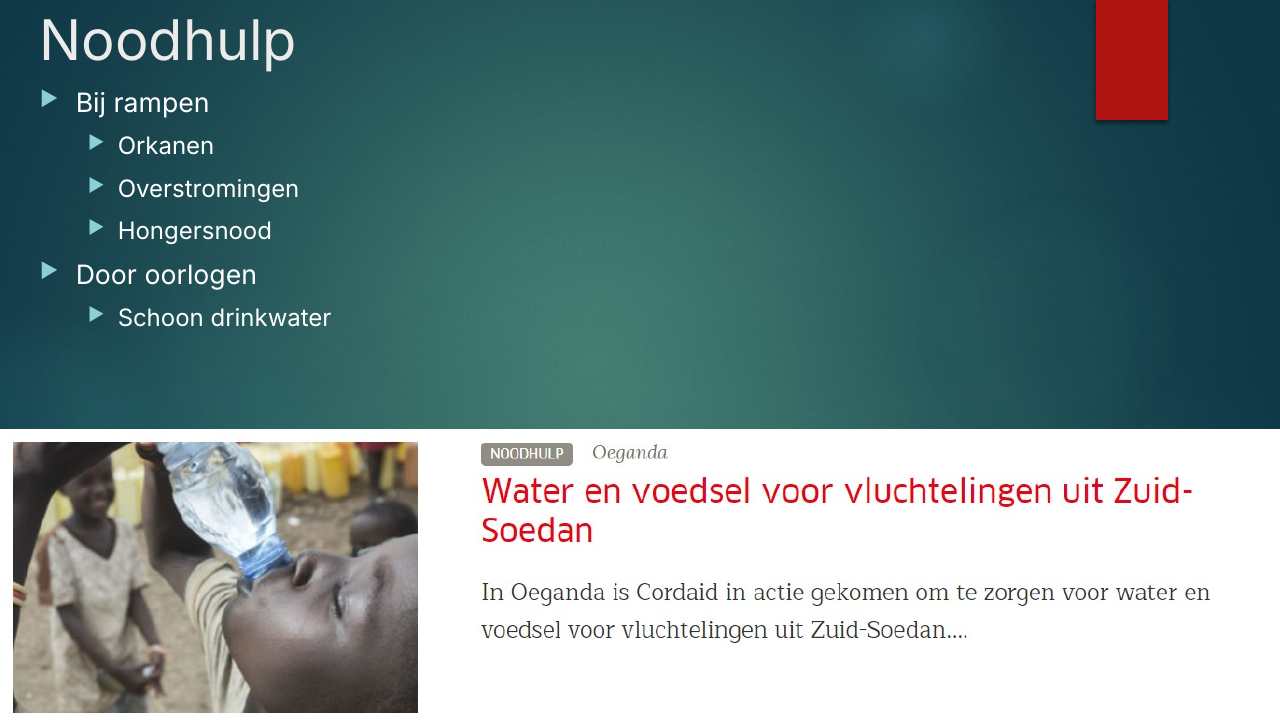 Noodhulp
Bij rampen
Orkanen
Overstromingen
Hongersnood
Door oorlogen
Schoon drinkwater
NOODHULP Oeganda
Water en voedsel voor vluchtelingen uit Zuid-
Soedan
In Oeganda is Cordaid in actie gekomen om te zorgen voor water en
voedsel voor vluchtelingen uit Zuid-Soedan....